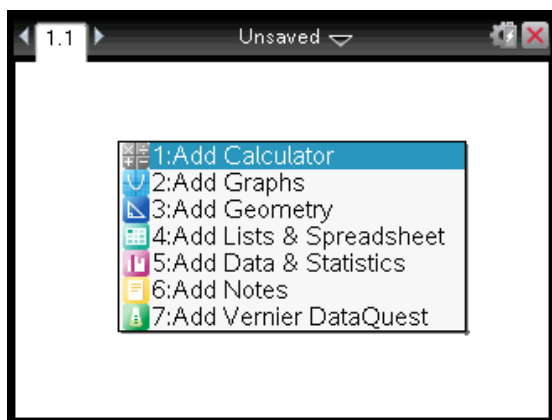 1.1 Unsaved
1:Add Calculator
2:Add Graphs
3:Add Geometry
4:Add Lists & Spreadsheet
5:Add Data & Statistics
6:Add Notes
7:Add Vernier DataQuest